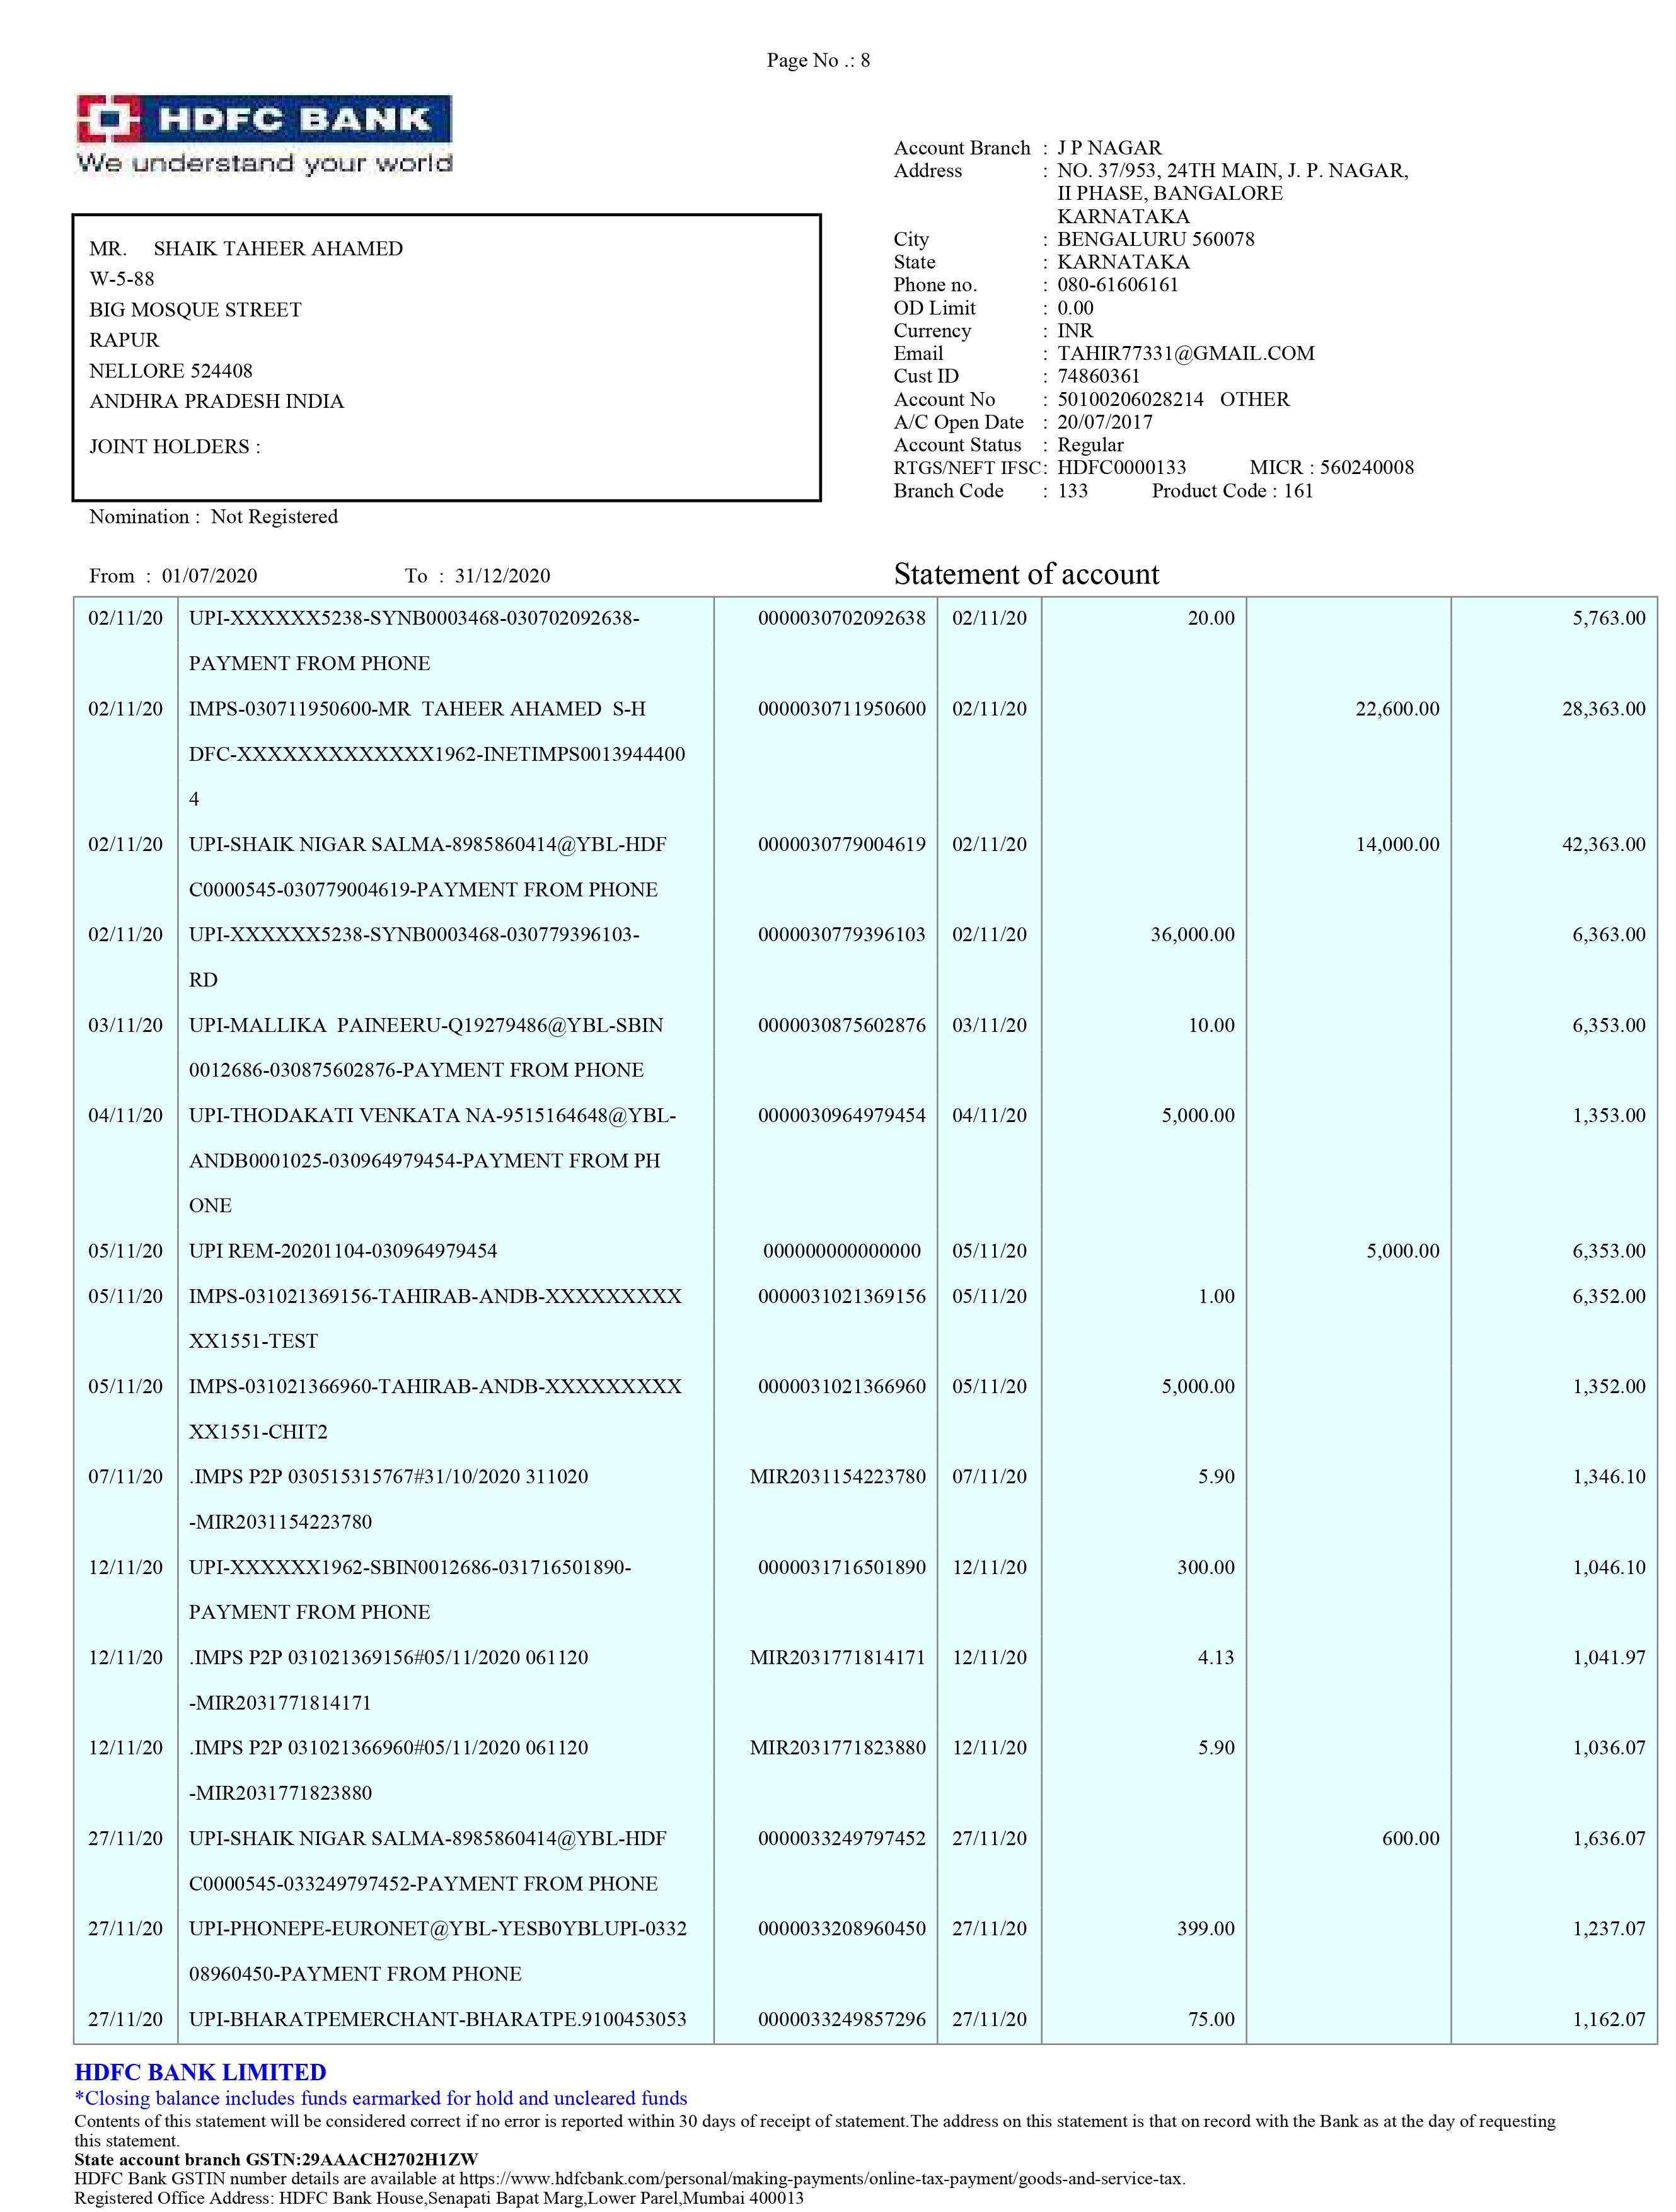 Page No .: 8
HDFC BANK
We understand your world
Account Branch : J P NAGAR
Address : NO. 37/953, 24TH MAIN, J. P. NAGAR,
II PHASE, BANGALORE
KARNATAKA
City : BENGALURU 560078
State : KARNATAKA
Phone no. : 080-61606161
OD Limit : 0.00
Currency : INR
Email : TAHIR77331@GMAIL.COM
Cust ID : 74860361
Account No : 50100206028214 OTHER
A/C Open Date : 20/07/2017
Account Status : Regular
RTGS/NEFT IFSC: HDFC0000133 MICR : 560240008
Branch Code : 133 Product Code : 161
MR. SHAIK TAHEER AHAMED
W-5-88
BIG MOSQUE STREET
RAPUR
NELLORE 524408
ANDHRA PRADESH INDIA
JOINT HOLDERS :
Nomination : Not Registered
From : 01/07/2020 To : 31/12/2020 Statement of account
02/11/20 UPI-XXXXXX5238-SYNB0003468-030702092638- 0000030702092638 02/11/20 20.00 5,763.00
PAYMENT FROM PHONE
02/11/20 IMPS-030711950600-MR TAHEER AHAMED S-H 0000030711950600 02/11/20 22,600.00 28,363.00
DFC-XXXXXXXXXXXXX1962-INETIMPS0013944400
4
02/11/20 UPI-SHAIK NIGAR SALMA-8985860414@YBL-HDF 0000030779004619 02/11/20 14,000.00 42,363.00
C0000545-030779004619-PAYMENT FROM PHONE
02/11/20 UPI-XXXXXX5238-SYNB0003468-030779396103- 0000030779396103 02/11/20 36,000.00 6,363.00
RD
03/11/20 UPI-MALLIKA PAINEERU-Q19279486@YBL-SBIN 0000030875602876 03/11/20 10.00 6,353.00
0012686-030875602876-PAYMENT FROM PHONE
04/11/20 UPI-THODAKATI VENKATA NA-9515164648@YBL- 0000030964979454 04/11/20 5,000.00 1,353.00
ANDB0001025-030964979454-PAYMENT FROM PH
ONE
05/11/20 UPI REM-20201104-030964979454 000000000000000 05/11/20 5,000.00 6,353.00
05/11/20 IMPS-031021369156-TAHIRAB-ANDB-XXXXXXXXX 0000031021369156 05/11/20 1.00 6,352.00
XX1551-TEST
05/11/20 IMPS-031021366960-TAHIRAB-ANDB-XXXXXXXXX 0000031021366960 05/11/20 5,000.00 1,352.00
XX1551-CHIT2
07/11/20 .IMPS P2P 030515315767#31/10/2020 311020 MIR2031154223780 07/11/20 5.90 1,346.10
-MIR2031154223780
12/11/20 UPI-XXXXXX1962-SBIN0012686-031716501890- 0000031716501890 12/11/20 300.00 1,046.10
PAYMENT FROM PHONE
12/11/20 .IMPS P2P 031021369156#05/11/2020 061120 MIR2031771814171 12/11/20 4.13 1,041.97
-MIR2031771814171
12/11/20 .IMPS P2P 031021366960#05/11/2020 061120 MIR2031771823880 12/11/20 5.90 1,036.07
-MIR2031771823880
27/11/20 UPI-SHAIK NIGAR SALMA-8985860414@YBL-HDF 0000033249797452 27/11/20 600.00 1,636.07
C0000545-033249797452-PAYMENT FROM PHONE
27/11/20 UPI-PHONEPE-EURONET@YBL-YESB0YBLUPI-0332 0000033208960450 27/11/20 399.00 1,237.07
08960450-PAYMENT FROM PHONE
27/11/20 UPI-BHARATPEMERCHANT-BHARATPE.9100453053 0000033249857296 27/11/20 75.00 1,162.07
HDFC BANK LIMITED
*Closing balance includes funds earmarked for hold and uncleared funds
Contents of this statement will be considered correct if no error is reported within 30 days of receipt of statement.The address on this statement is that on record with the Bank as at the day of requesting
this statement.
State account branch GSTN:29AAACH2702H1ZW
HDFC Bank GSTIN number details are available at https://www.hdfcbank.com/personal/making-payments/online-tax-payment/goods-and-service-tax.
Registered Office Address: HDFC Bank House,Senapati Bapat Marg,Lower Parel,Mumbai 400013